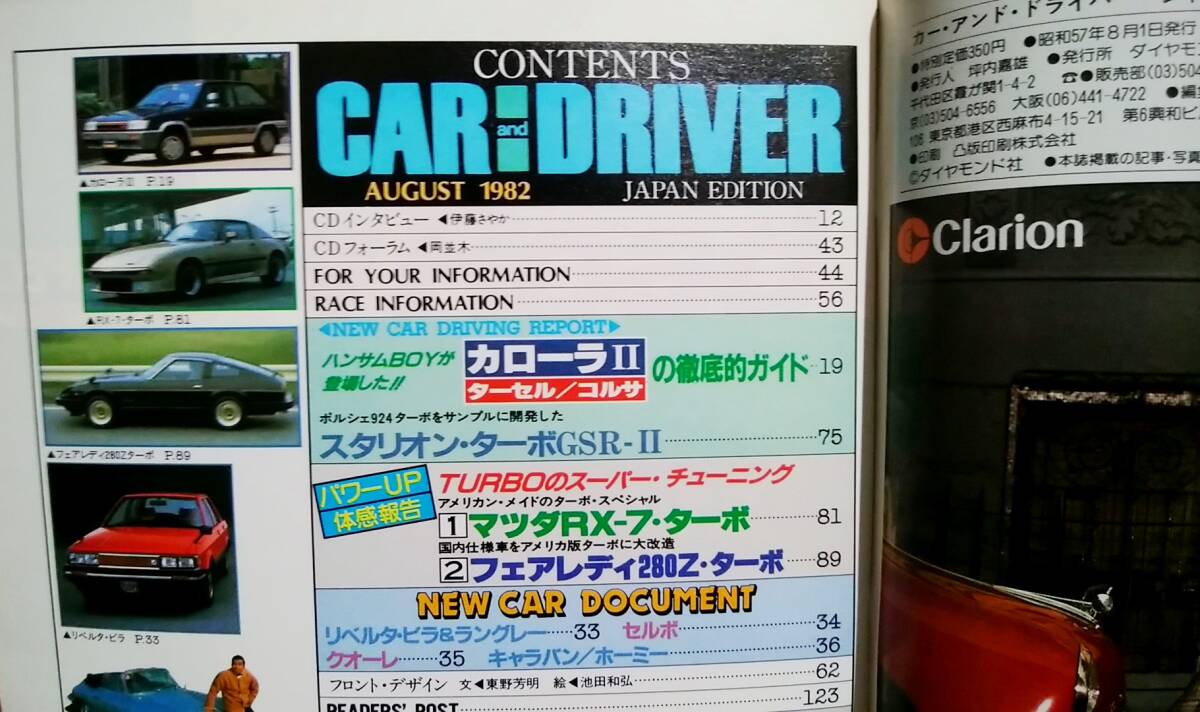 CONTENTS
CAR and DRIVER
AUGUST 1982 JAPAN EDITION
▲カローラII P.19
▲RX-7・ターボ P.81
▲フェアレディ280Zターボ P.89
▲リベルタ・ビラ P.33
CDインタビュー ◀伊藤さやか 12
CDフォーラム ◀岡並木 43
FOR YOUR INFORMATION 44
RACE INFORMATION 56
◀NEW CAR DRIVING REPORT▶
ハンサムBOYが
登場した!!
カローラII
ターセル/コルサ
の徹底的ガイド 19
ポルシェ924ターボをサンプルに開発した
スタリオン・ターボGSR-II 75
パワーUP
体感報告
TURBOのスーパー・チューニング
アメリカン・メイドのターボ・スペシャル
1 マツダRX-7・ターボ 81
国内仕様車をアメリカ版ターボに大改造
2 フェアレディ280Z・ターボ 89
NEW CAR DOCUMENT
リベルタ・ビラ&ラングレー 33 セルボ 34
クオーレ 35 キャラバン/ホーミー 36
フロント・デザイン 文◀東野芳明 絵◀池田和弘 62
READERS' POST 123
カー・アンド・ドライバー
●特別定価350円 ●昭和57年8月1日発行
●発行人 坪内嘉雄 ●発行所 ダイヤモ
千代田区霞が関1-4-2 ☎●販売部(03)504
京(03)504-6556 大阪(06)441-4722 ●編
106 東京都港区西麻布4-15-21 第6興和ビ
●印刷 凸版印刷株式会社
©ダイヤモンド社 ●本誌掲載の記事・写真
Clarion